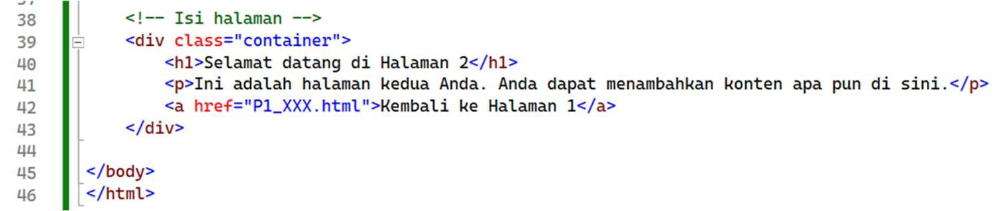 38 <!-- Isi halaman -->
39 <div class="container">
40 <h1>Selamat datang di Halaman 2</h1>
41 <p>Ini adalah halaman kedua Anda. Anda dapat menambahkan konten apa pun di sini.</p>
42 <a href="P1_XXX.html">Kembali ke Halaman 1</a>
43 </div>
44
45 </body>
46 </html>